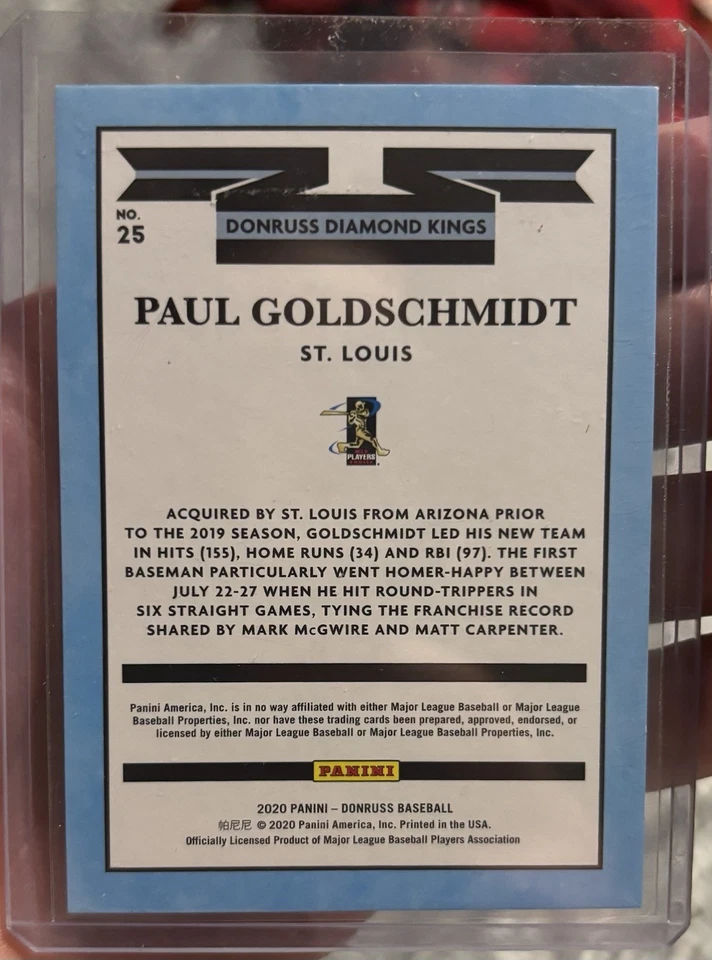 NO.
25
DONRUSS DIAMOND KINGS
PAUL GOLDSCHMIDT
ST. LOUIS
MLB
PLAYERS
CHOICE
ACQUIRED BY ST. LOUIS FROM ARIZONA PRIOR
TO THE 2019 SEASON, GOLDSCHMIDT LED HIS NEW TEAM
IN HITS (155), HOME RUNS (34) AND RBI (97). THE FIRST
BASEMAN PARTICULARLY WENT HOMER-HAPPY BETWEEN
JULY 22-27 WHEN HE HIT ROUND-TRIPPERS IN
SIX STRAIGHT GAMES, TYING THE FRANCHISE RECORD
SHARED BY MARK McGWIRE AND MATT CARPENTER.
Panini America, Inc. is in no way affiliated with either Major League Baseball or Major League
Baseball Properties, Inc. nor have these trading cards been prepared, approved, endorsed, or
licensed by either Major League Baseball or Major League Baseball Properties, Inc.
PANINI
2020 PANINI – DONRUSS BASEBALL
帕尼尼 © 2020 Panini America, Inc. Printed in the USA.
Officially Licensed Product of Major League Baseball Players Association